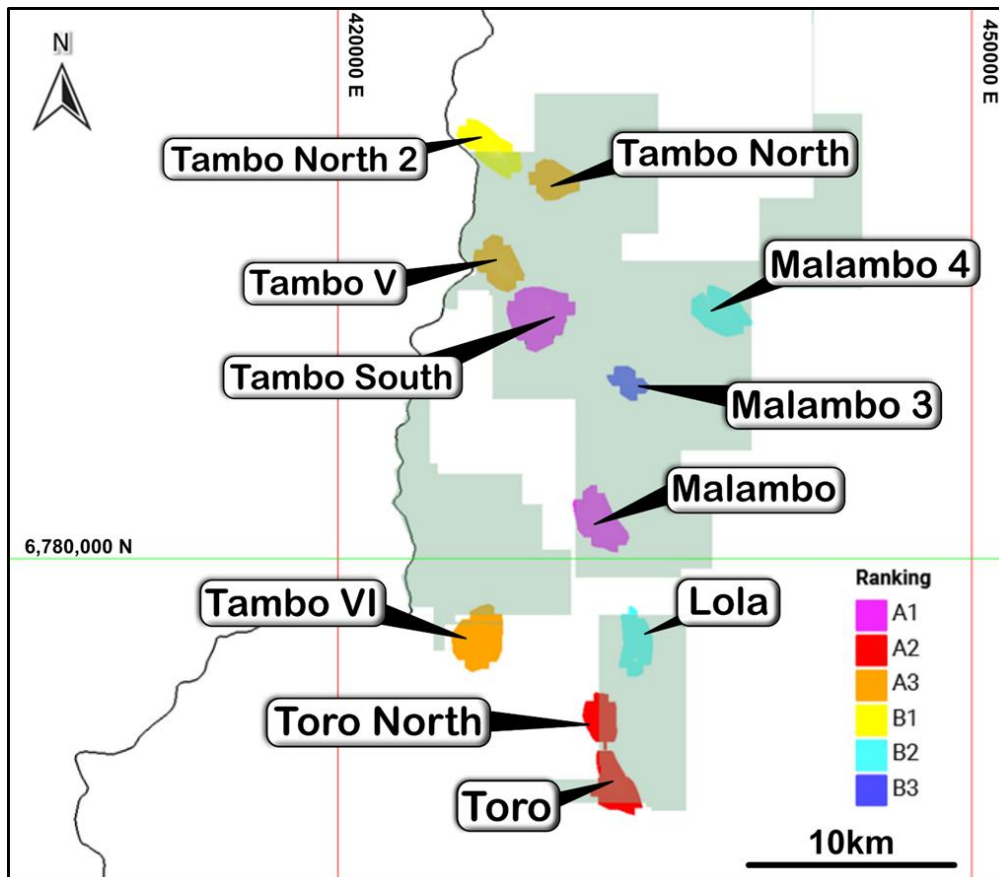 N
420000 E
450000 E
Tambo North 2
Tambo North
Tambo V
Malambo 4
Tambo South
Malambo 3
Malambo
6,780,000 N
Tambo VI
Lola
Toro North
Toro
Ranking
A1
A2
A3
B1
B2
B3
10km